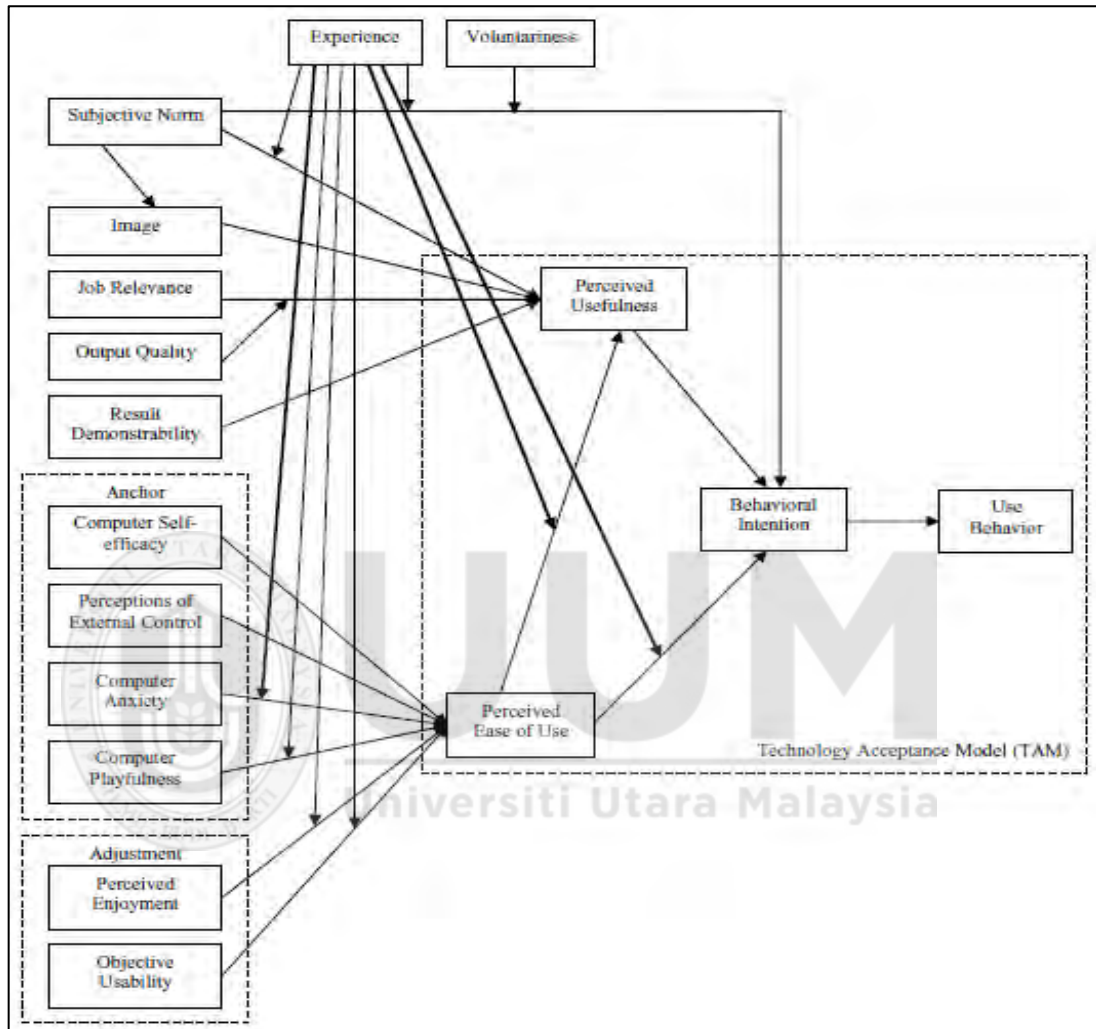 Experience
Voluntariness
Subjective Norm
Image
Job Relevance
Output Quality
Result
Demonstrability
Perceived
Usefulness
Anchor
Computer Self-
efficacy
Perceptions of
External Control
Computer
Anxiety
Computer
Playfulness
Behavioral
Intention
Use
Behavior
Perceived
Ease of Use
Technology Acceptance Model (TAM)
Adjustment
Perceived
Enjoyment
Objective
Usability
UUM
Universiti Utara Malaysia